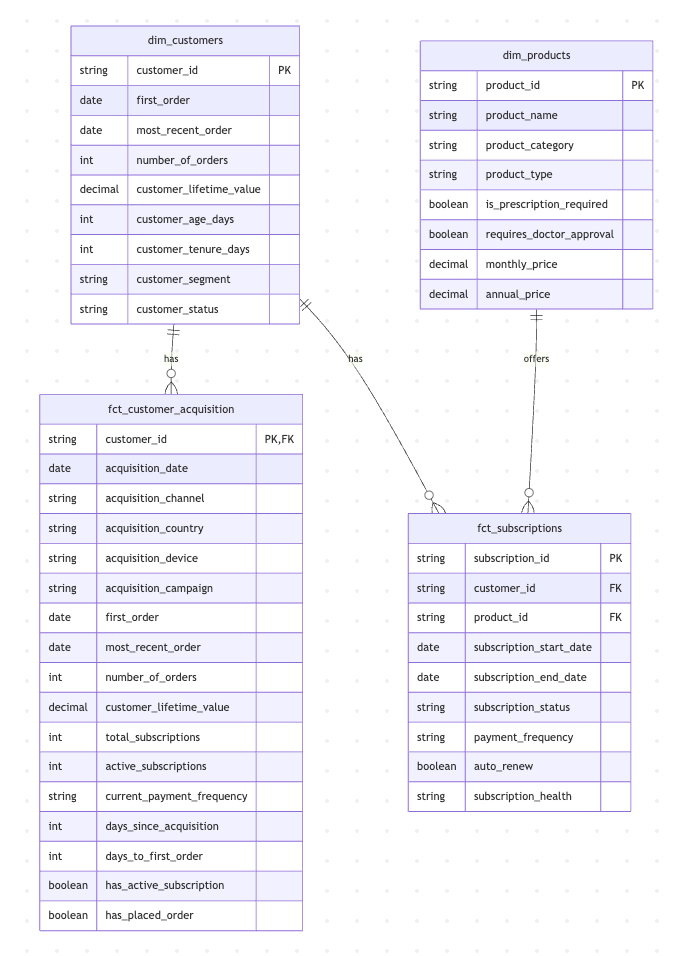 dim_customers
string customer_id PK
date first_order
date most_recent_order
int number_of_orders
decimal customer_lifetime_value
int customer_age_days
int customer_tenure_days
string customer_segment
string customer_status
dim_products
string product_id PK
string product_name
string product_category
string product_type
boolean is_prescription_required
boolean requires_doctor_approval
decimal monthly_price
decimal annual_price
has
has
offers
fct_customer_acquisition
string customer_id PK,FK
date acquisition_date
string acquisition_channel
string acquisition_country
string acquisition_device
string acquisition_campaign
date first_order
date most_recent_order
int number_of_orders
decimal customer_lifetime_value
int total_subscriptions
int active_subscriptions
string current_payment_frequency
int days_since_acquisition
int days_to_first_order
boolean has_active_subscription
boolean has_placed_order
fct_subscriptions
string subscription_id PK
string customer_id FK
string product_id FK
date subscription_start_date
date subscription_end_date
string subscription_status
string payment_frequency
boolean auto_renew
string subscription_health